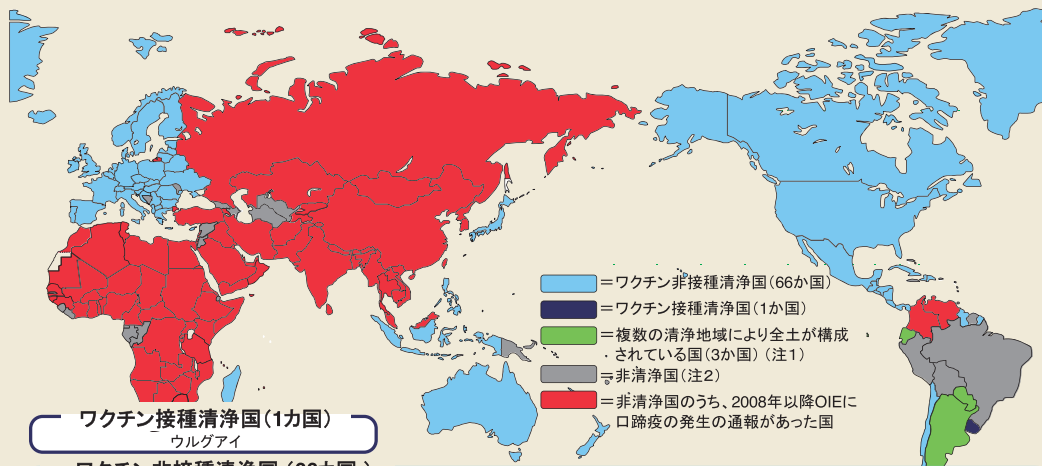 ＝ワクチン非接種清浄国（66か国）
＝ワクチン接種清浄国（1か国）
＝複数の清浄地域により全土が構成
されている国（3か国）（注1）
＝非清浄国（注2）
＝非清浄国のうち、2008年以降OIEに
口蹄疫の発生の通報があった国
ワクチン接種清浄国（1カ国）
ウルグアイ